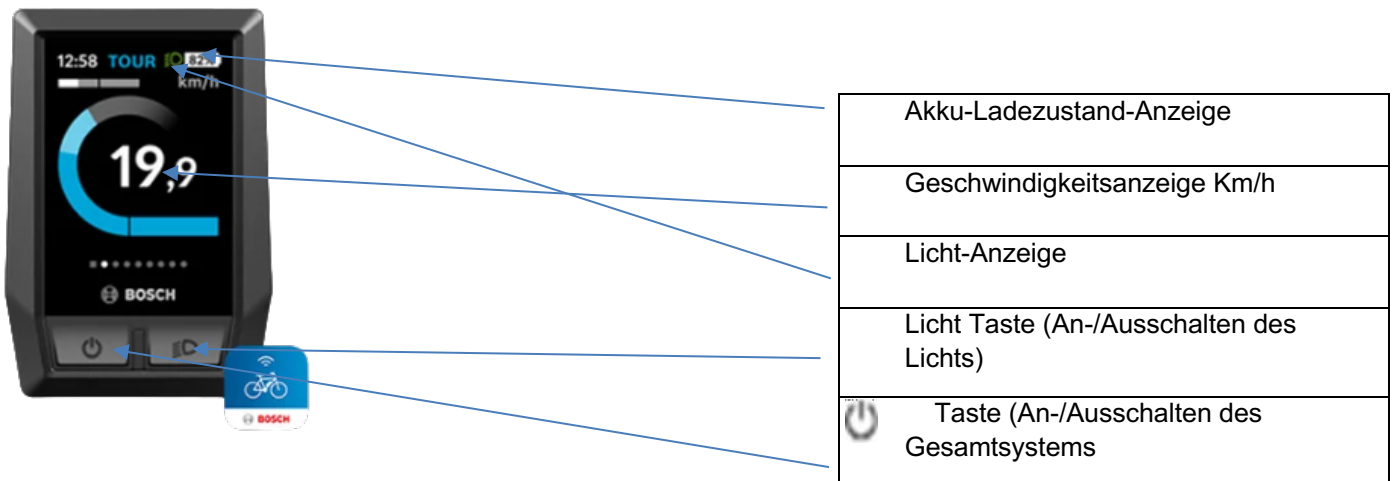 12:58 TOUR 82%
km/h
19,9
BOSCH
BOSCH
Akku-Ladezustand-Anzeige
Geschwindigkeitsanzeige Km/h
Licht-Anzeige
Licht Taste (An-/Ausschalten des
Lichts)
Taste (An-/Ausschalten des
Gesamtsystems